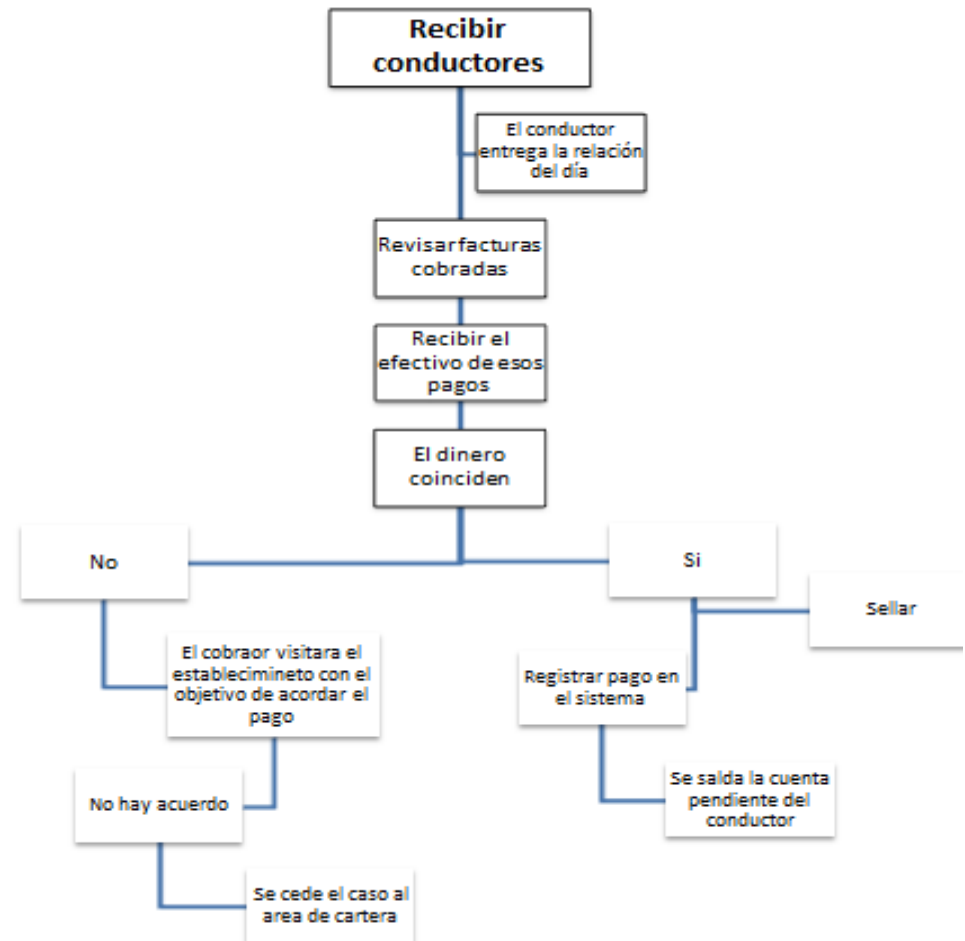 Recibir
conductores
El conductor
entrega la relación
del día
Revisar facturas
cobradas
Recibir el
efectivo de esos
pagos
El dinero
coinciden
No
Si
Sellar
El cobraor visitara el
establecimineto con el
objetivo de acordar el
pago
Registrar pago en
el sistema
No hay acuerdo
Se salda la cuenta
pendiente del
conductor
Se cede el caso al
area de cartera